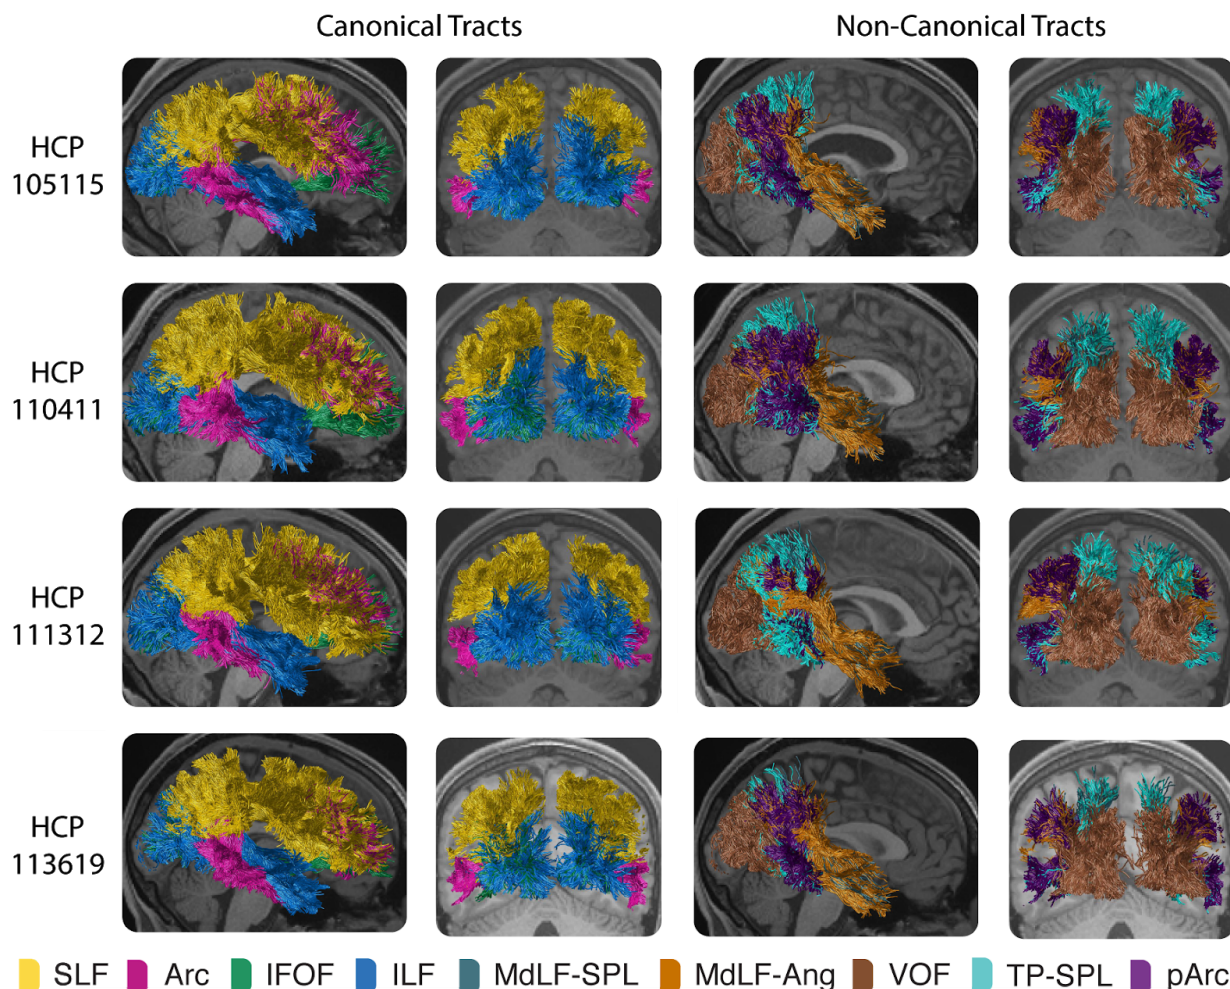 Canonical Tracts
Non-Canonical Tracts
HCP
105115
HCP
110411
HCP
111312
HCP
113619
SLF Arc IFOF ILF MdLF-SPL MdLF-Ang VOF TP-SPL pArc